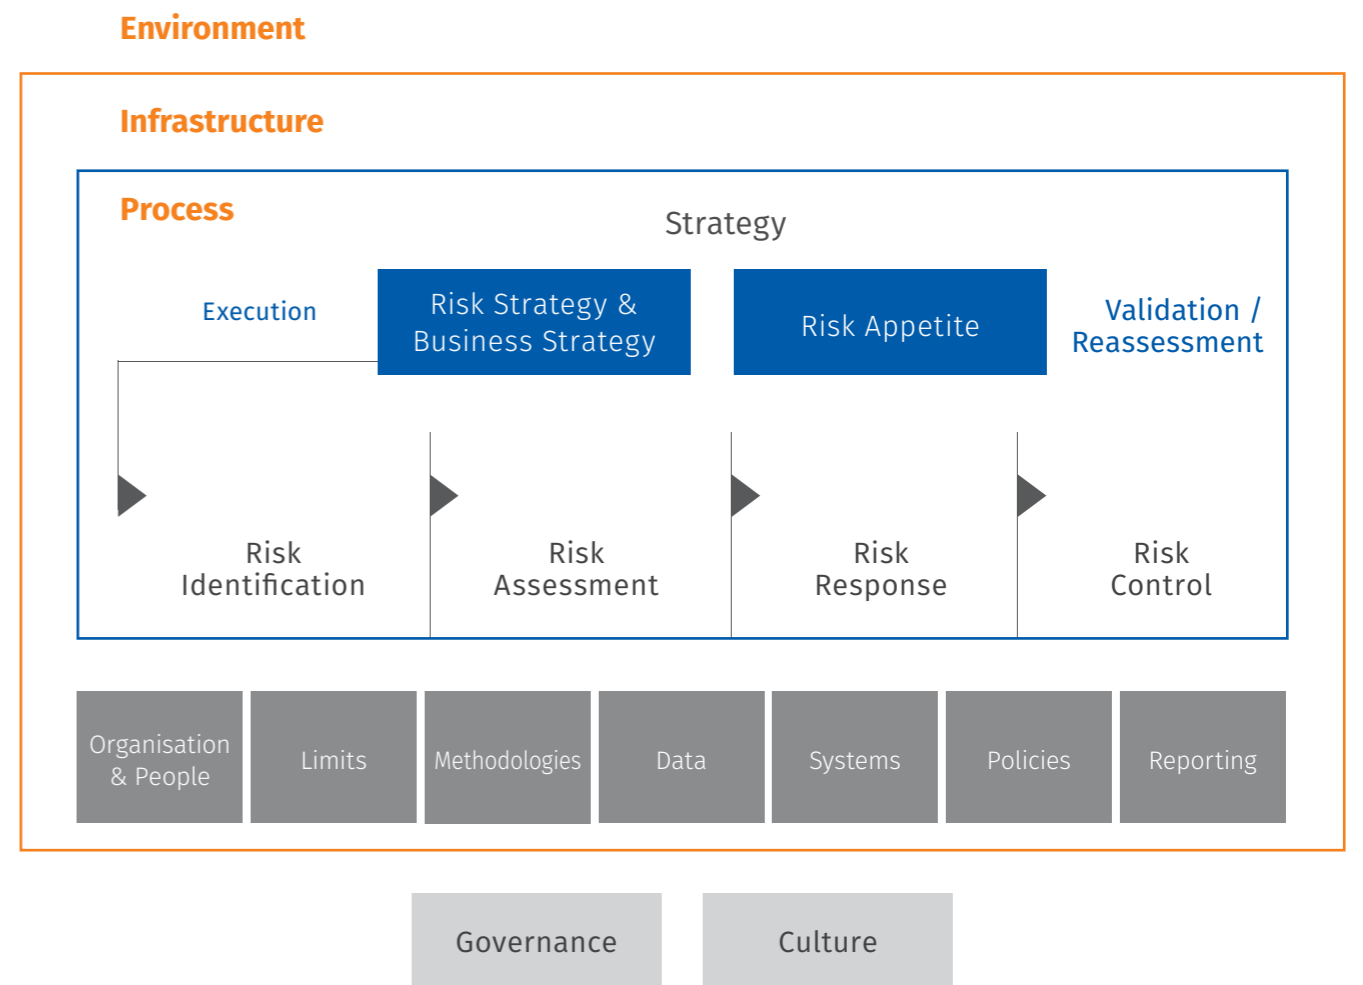 Environment
Infrastructure
Process
Strategy
Execution
Risk Strategy &
Business Strategy
Risk Appetite
Validation /
Reassessment
Risk
Identification
Risk
Assessment
Risk
Response
Risk
Control
Organisation
& People
Limits
Methodologies
Data
Systems
Policies
Reporting
Governance
Culture